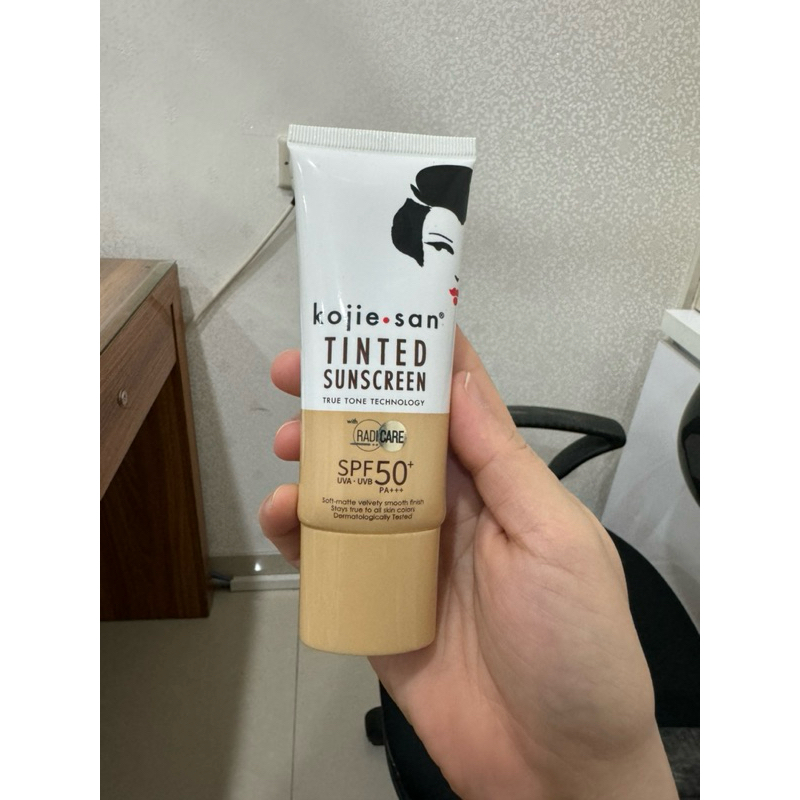 kojie•san®
TINTED
SUNSCREEN
TRUE TONE TECHNOLOGY
with
RADICARE
SPF50+
UVA - UVB
PA+++
Soft-matte velvety smooth finish
Stays true to all skin colors
Dermatologically Tested